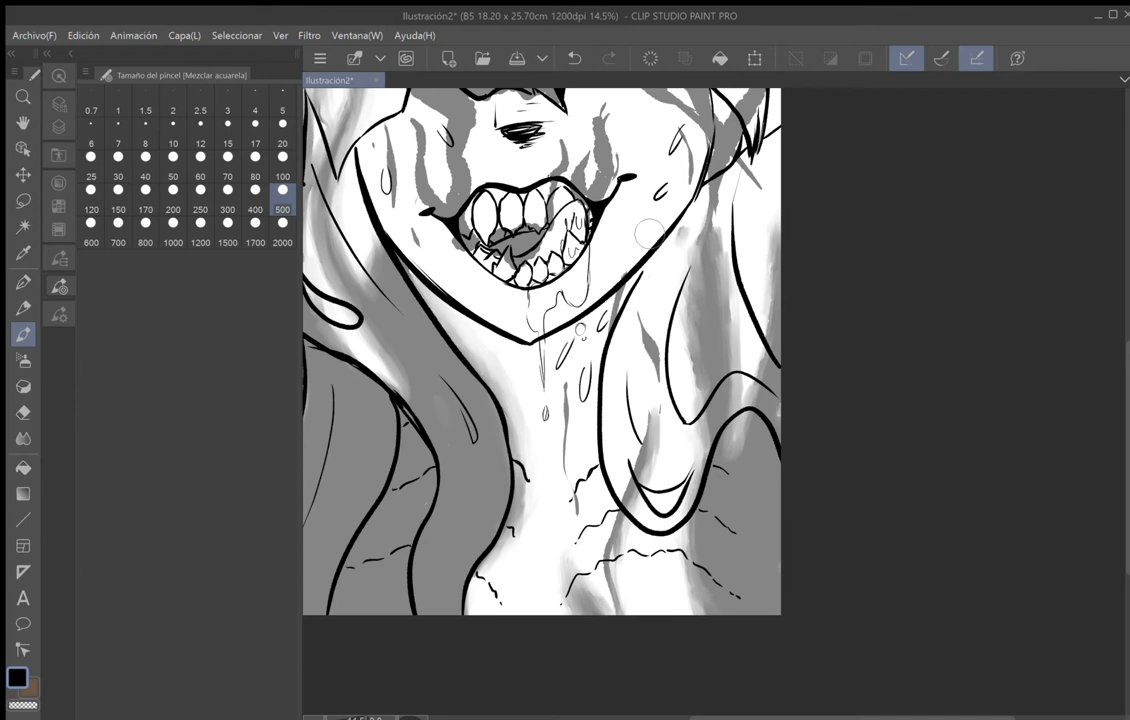 Ilustración2* (B5 18.20 x 25.70cm 1200dpi 14.5%) - CLIP STUDIO PAINT PRO
Archivo(F) Edición Animación Capa(L) Seleccionar Ver Filtro Ventana(W) Ayuda(H)
Tamaño del pincel [Mezclar acuarela]
Ilustración2*
0.7 1 1.5 2 2.5 3 4 5
6 7 8 10 12 15 17 20
25 30 40 50 60 70 80 100
120 150 170 200 250 300 400 500
600 700 800 1000 1200 1500 1700 2000